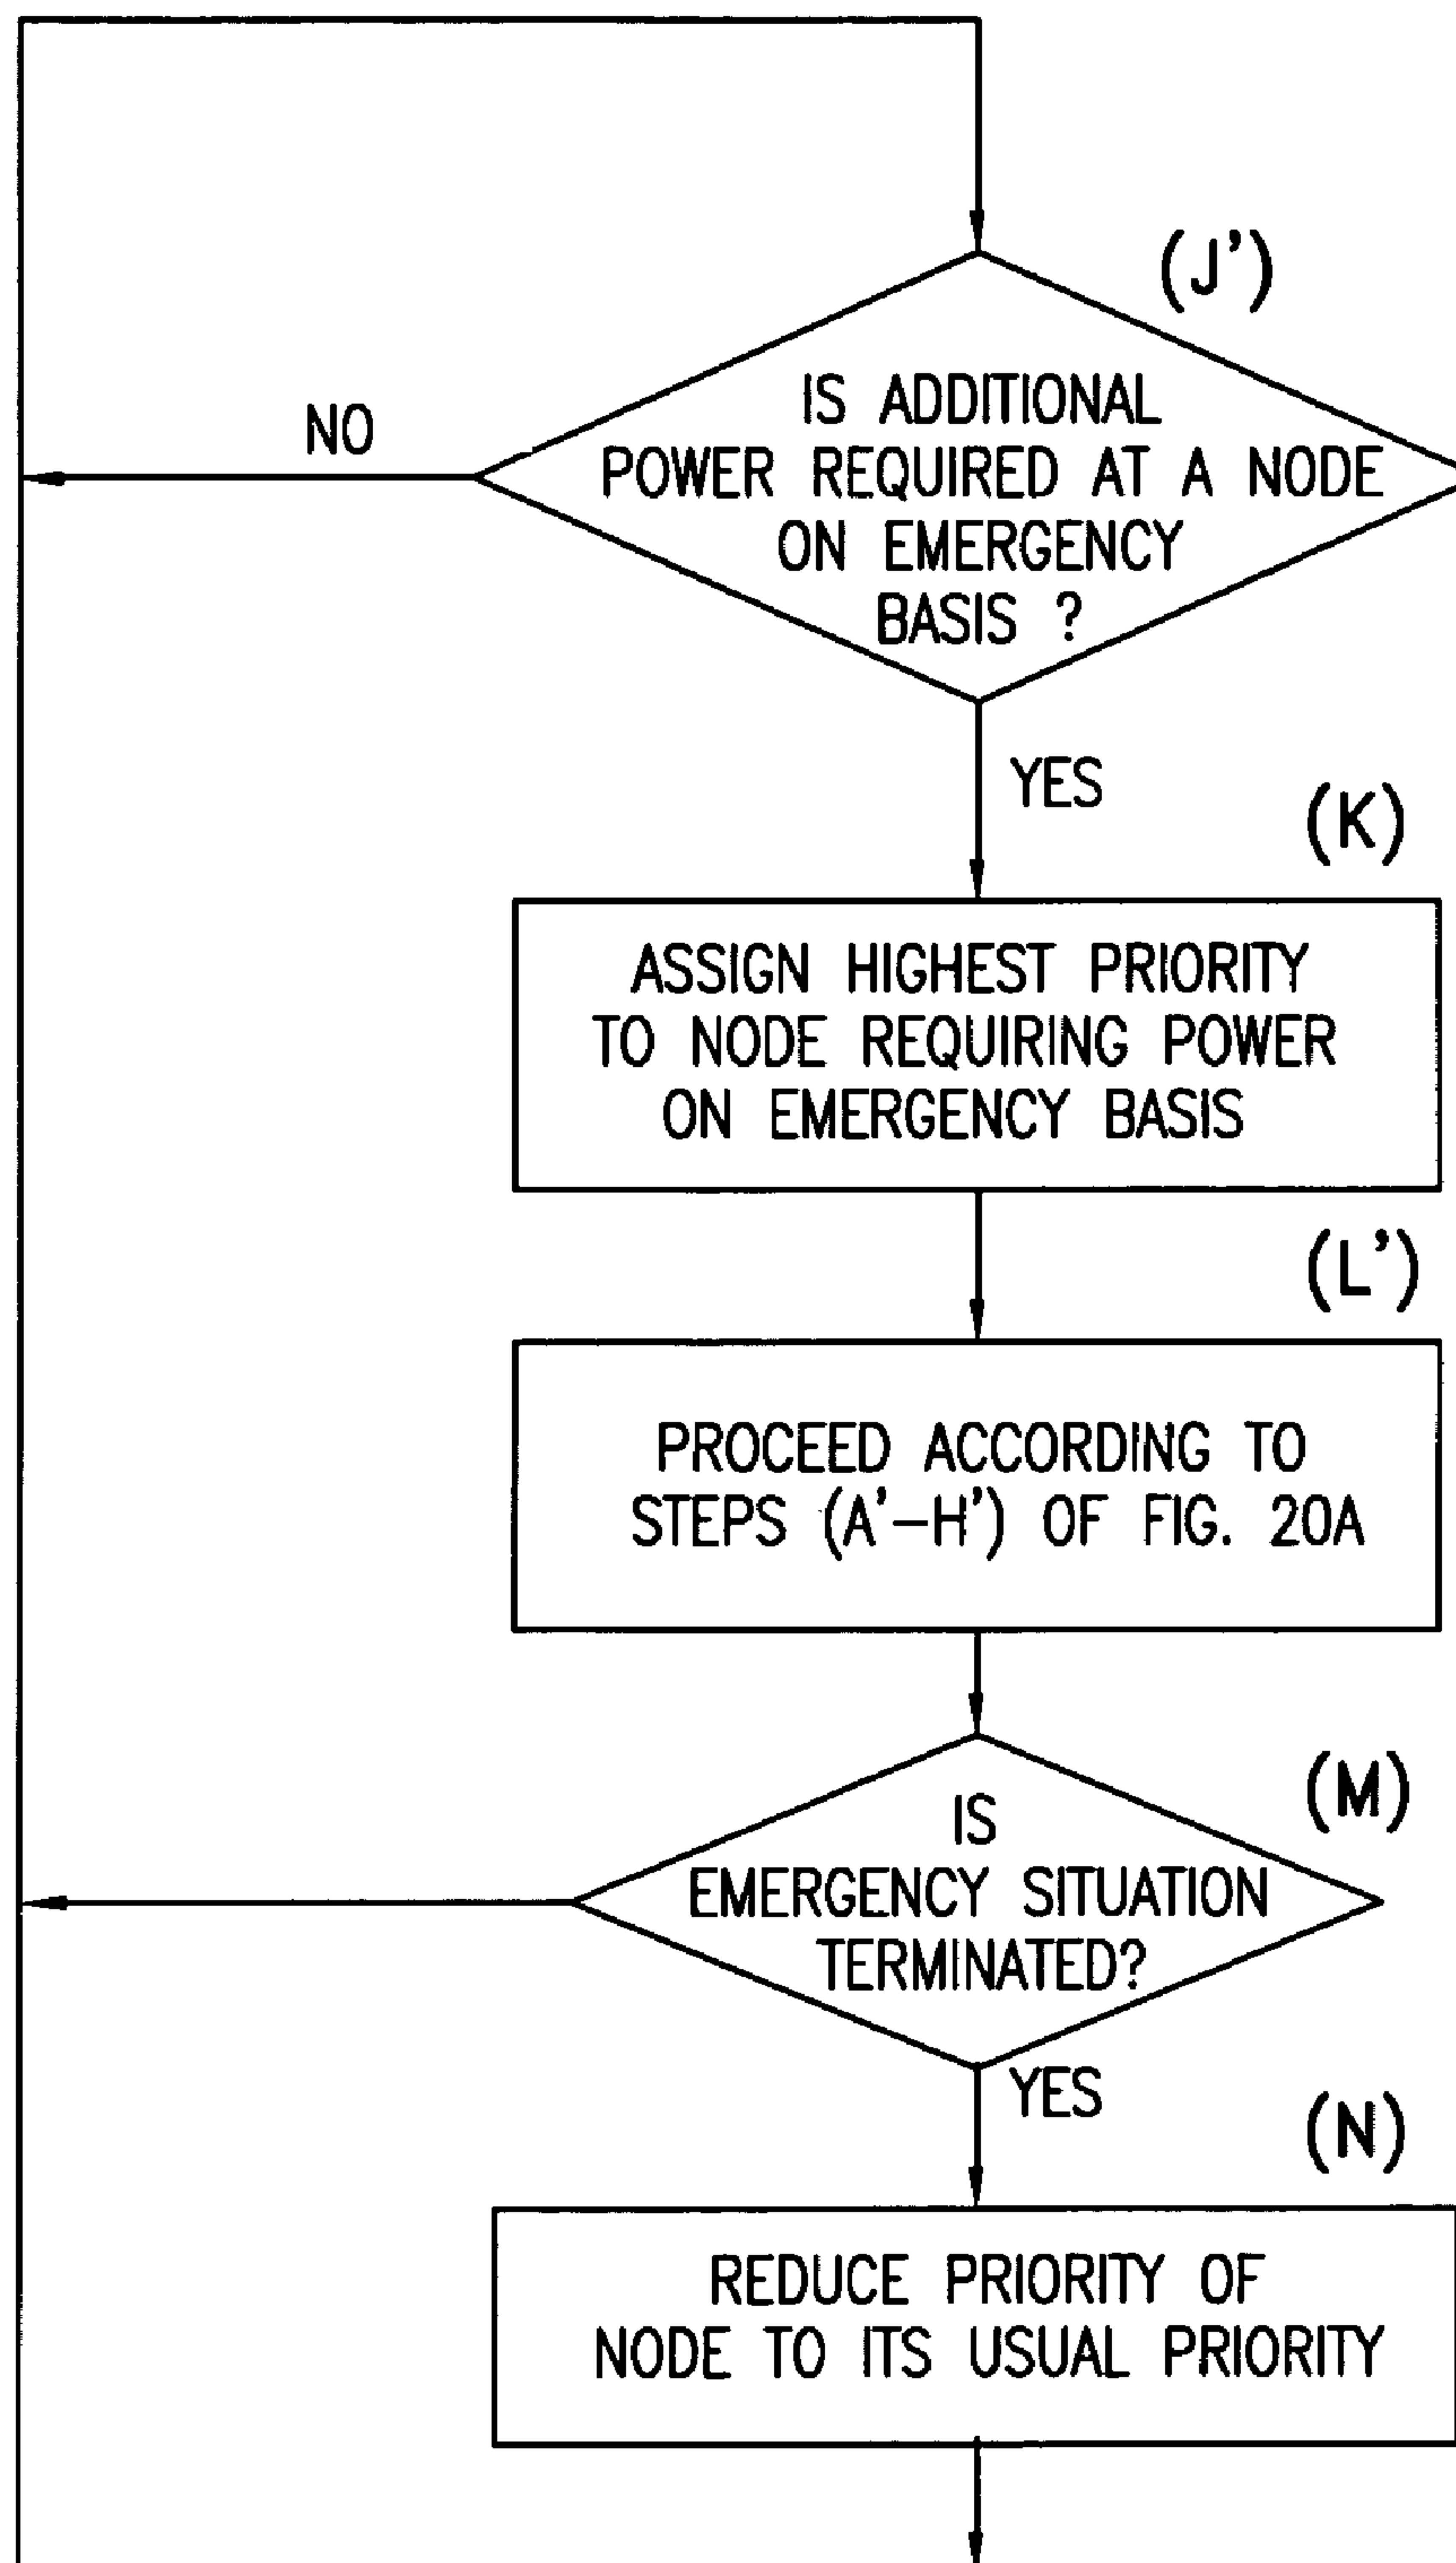 (J')
IS ADDITIONAL
POWER REQUIRED AT A NODE
ON EMERGENCY
BASIS ?
NO
YES
(K)
ASSIGN HIGHEST PRIORITY
TO NODE REQUIRING POWER
ON EMERGENCY BASIS
(L')
PROCEED ACCORDING TO
STEPS (A'-H') OF FIG. 20A
(M)
IS
EMERGENCY SITUATION
TERMINATED?
YES
(N)
REDUCE PRIORITY OF
NODE TO ITS USUAL PRIORITY